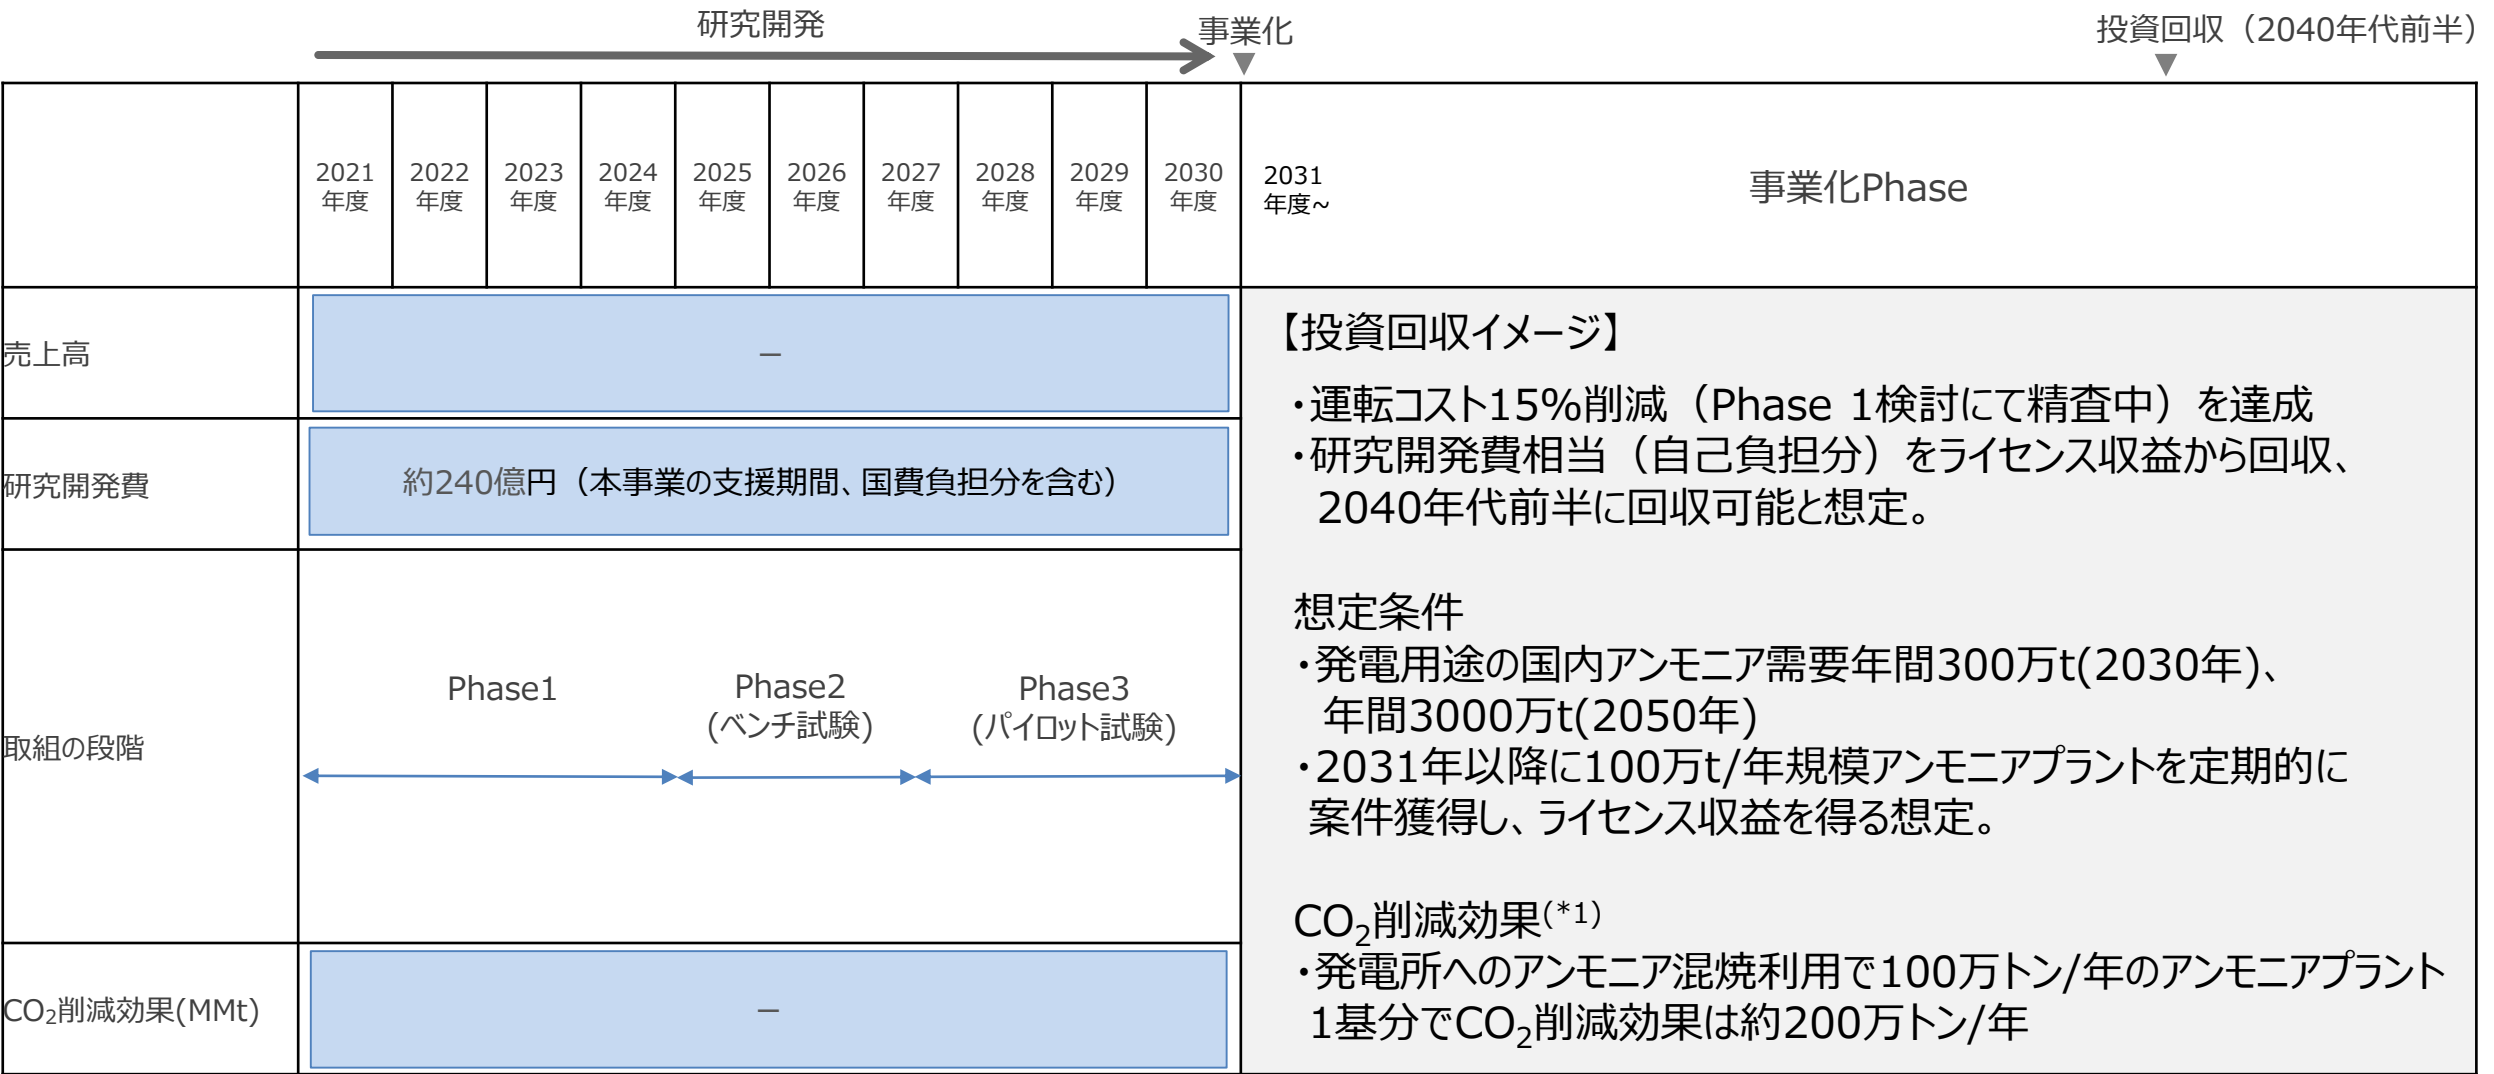 研究開発
事業化
投資回収（2040年代前半）
2021
年度
2022
年度
2023
年度
2024
年度
2025
年度
2026
年度
2027
年度
2028
年度
2029
年度
2030
年度
2031
年度~
事業化Phase
売上高
－
研究開発費
約240億円（本事業の支援期間、国費負担分を含む）
取組の段階
Phase1
Phase2
(ベンチ試験)
Phase3
(パイロット試験)
CO₂削減効果(MMt)
－
【投資回収イメージ】
・運転コスト15%削減（Phase 1検討にて精査中）を達成
・研究開発費相当（自己負担分）をライセンス収益から回収、
2040年代前半に回収可能と想定。
想定条件
・発電用途の国内アンモニア需要年間300万t(2030年)、
年間3000万t(2050年)
・2031年以降に100万t/年規模アンモニアプラントを定期的に
案件獲得し、ライセンス収益を得る想定。
CO₂削減効果(*1)
・発電所へのアンモニア混焼利用で100万トン/年のアンモニアプラント
1基分でCO₂削減効果は約200万トン/年